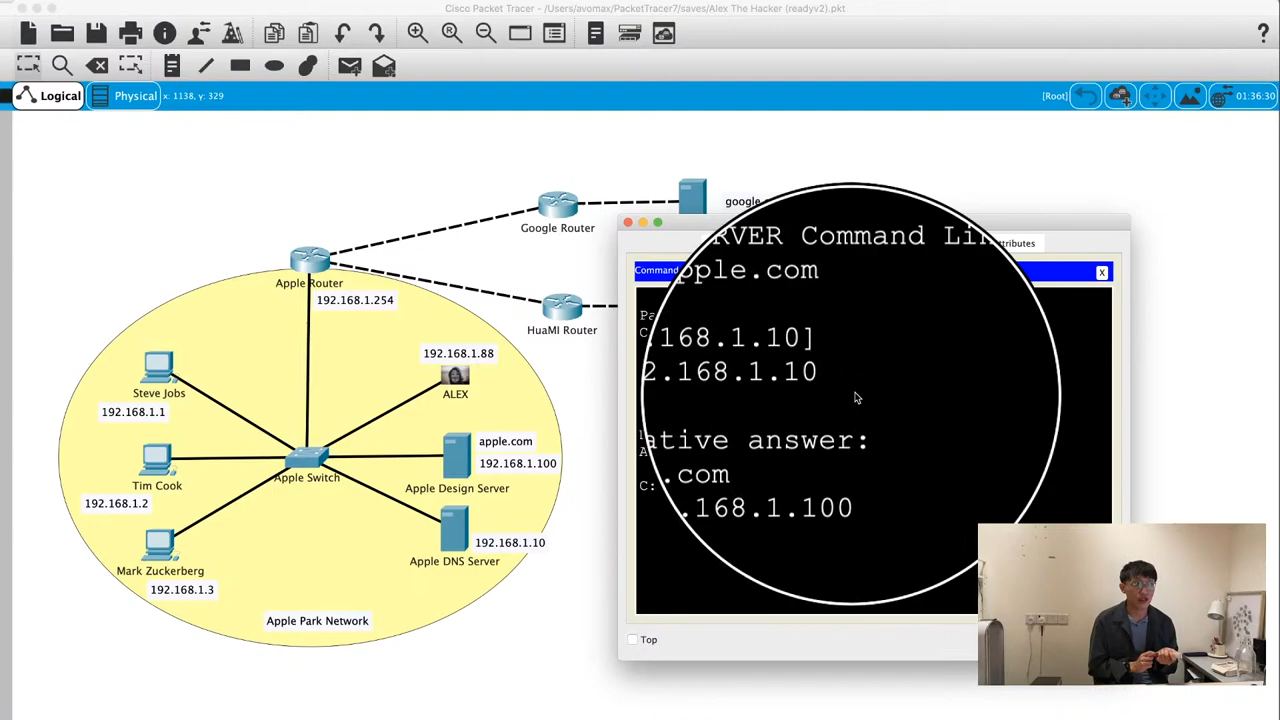 Cisco Packet Tracer - /Users/avomax/PacketTracer7/saves/Alex The Hacker (readyv2).pkt
?
Logical
Physical
x: 1138, y: 329
[Root]
01:36:30
google
Google Router
Apple Router
192.168.1.254
HuaMI Router
192.168.1.88
ALEX
Steve Jobs
192.168.1.1
apple.com
192.168.1.100
Apple Design Server
Tim Cook
192.168.1.2
Apple Switch
192.168.1.10
Apple DNS Server
Mark Zuckerberg
192.168.1.3
Apple Park Network
ttributes
Command
X
Pa
C
RVER Command Lin
pple.com
.168.1.10]
2.168.1.10
ative answer:
A
C:
.com
.168.1.100
Top